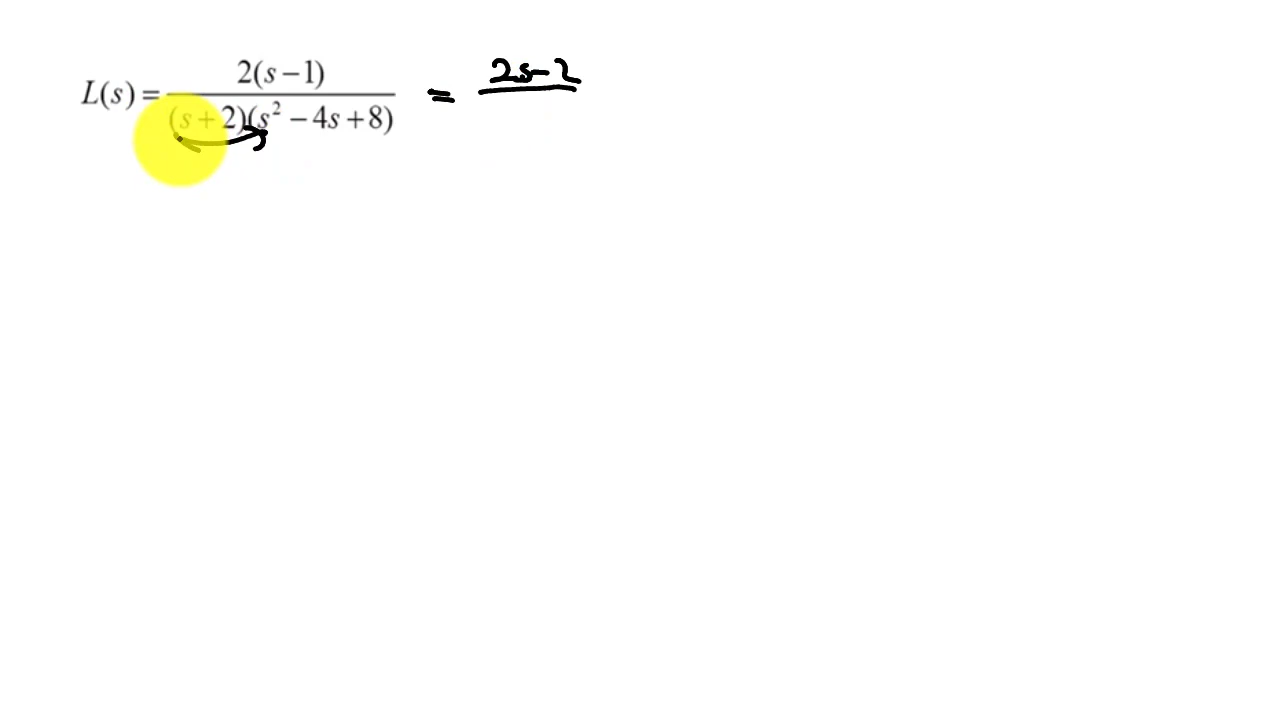 L(s) = 2(s−1) / (s+2)(s² − 4s + 8) = 2s-2